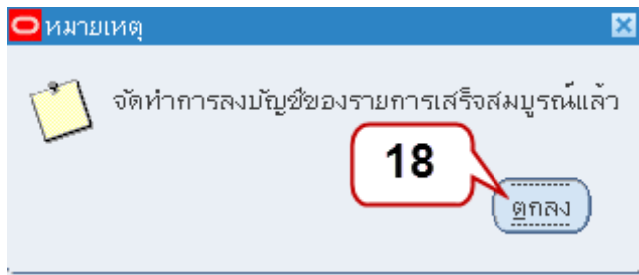 หมายเหตุ
จัดทำการลงบัญชีของรายการเสร็จสมบูรณ์แล้ว
18
ตกลง